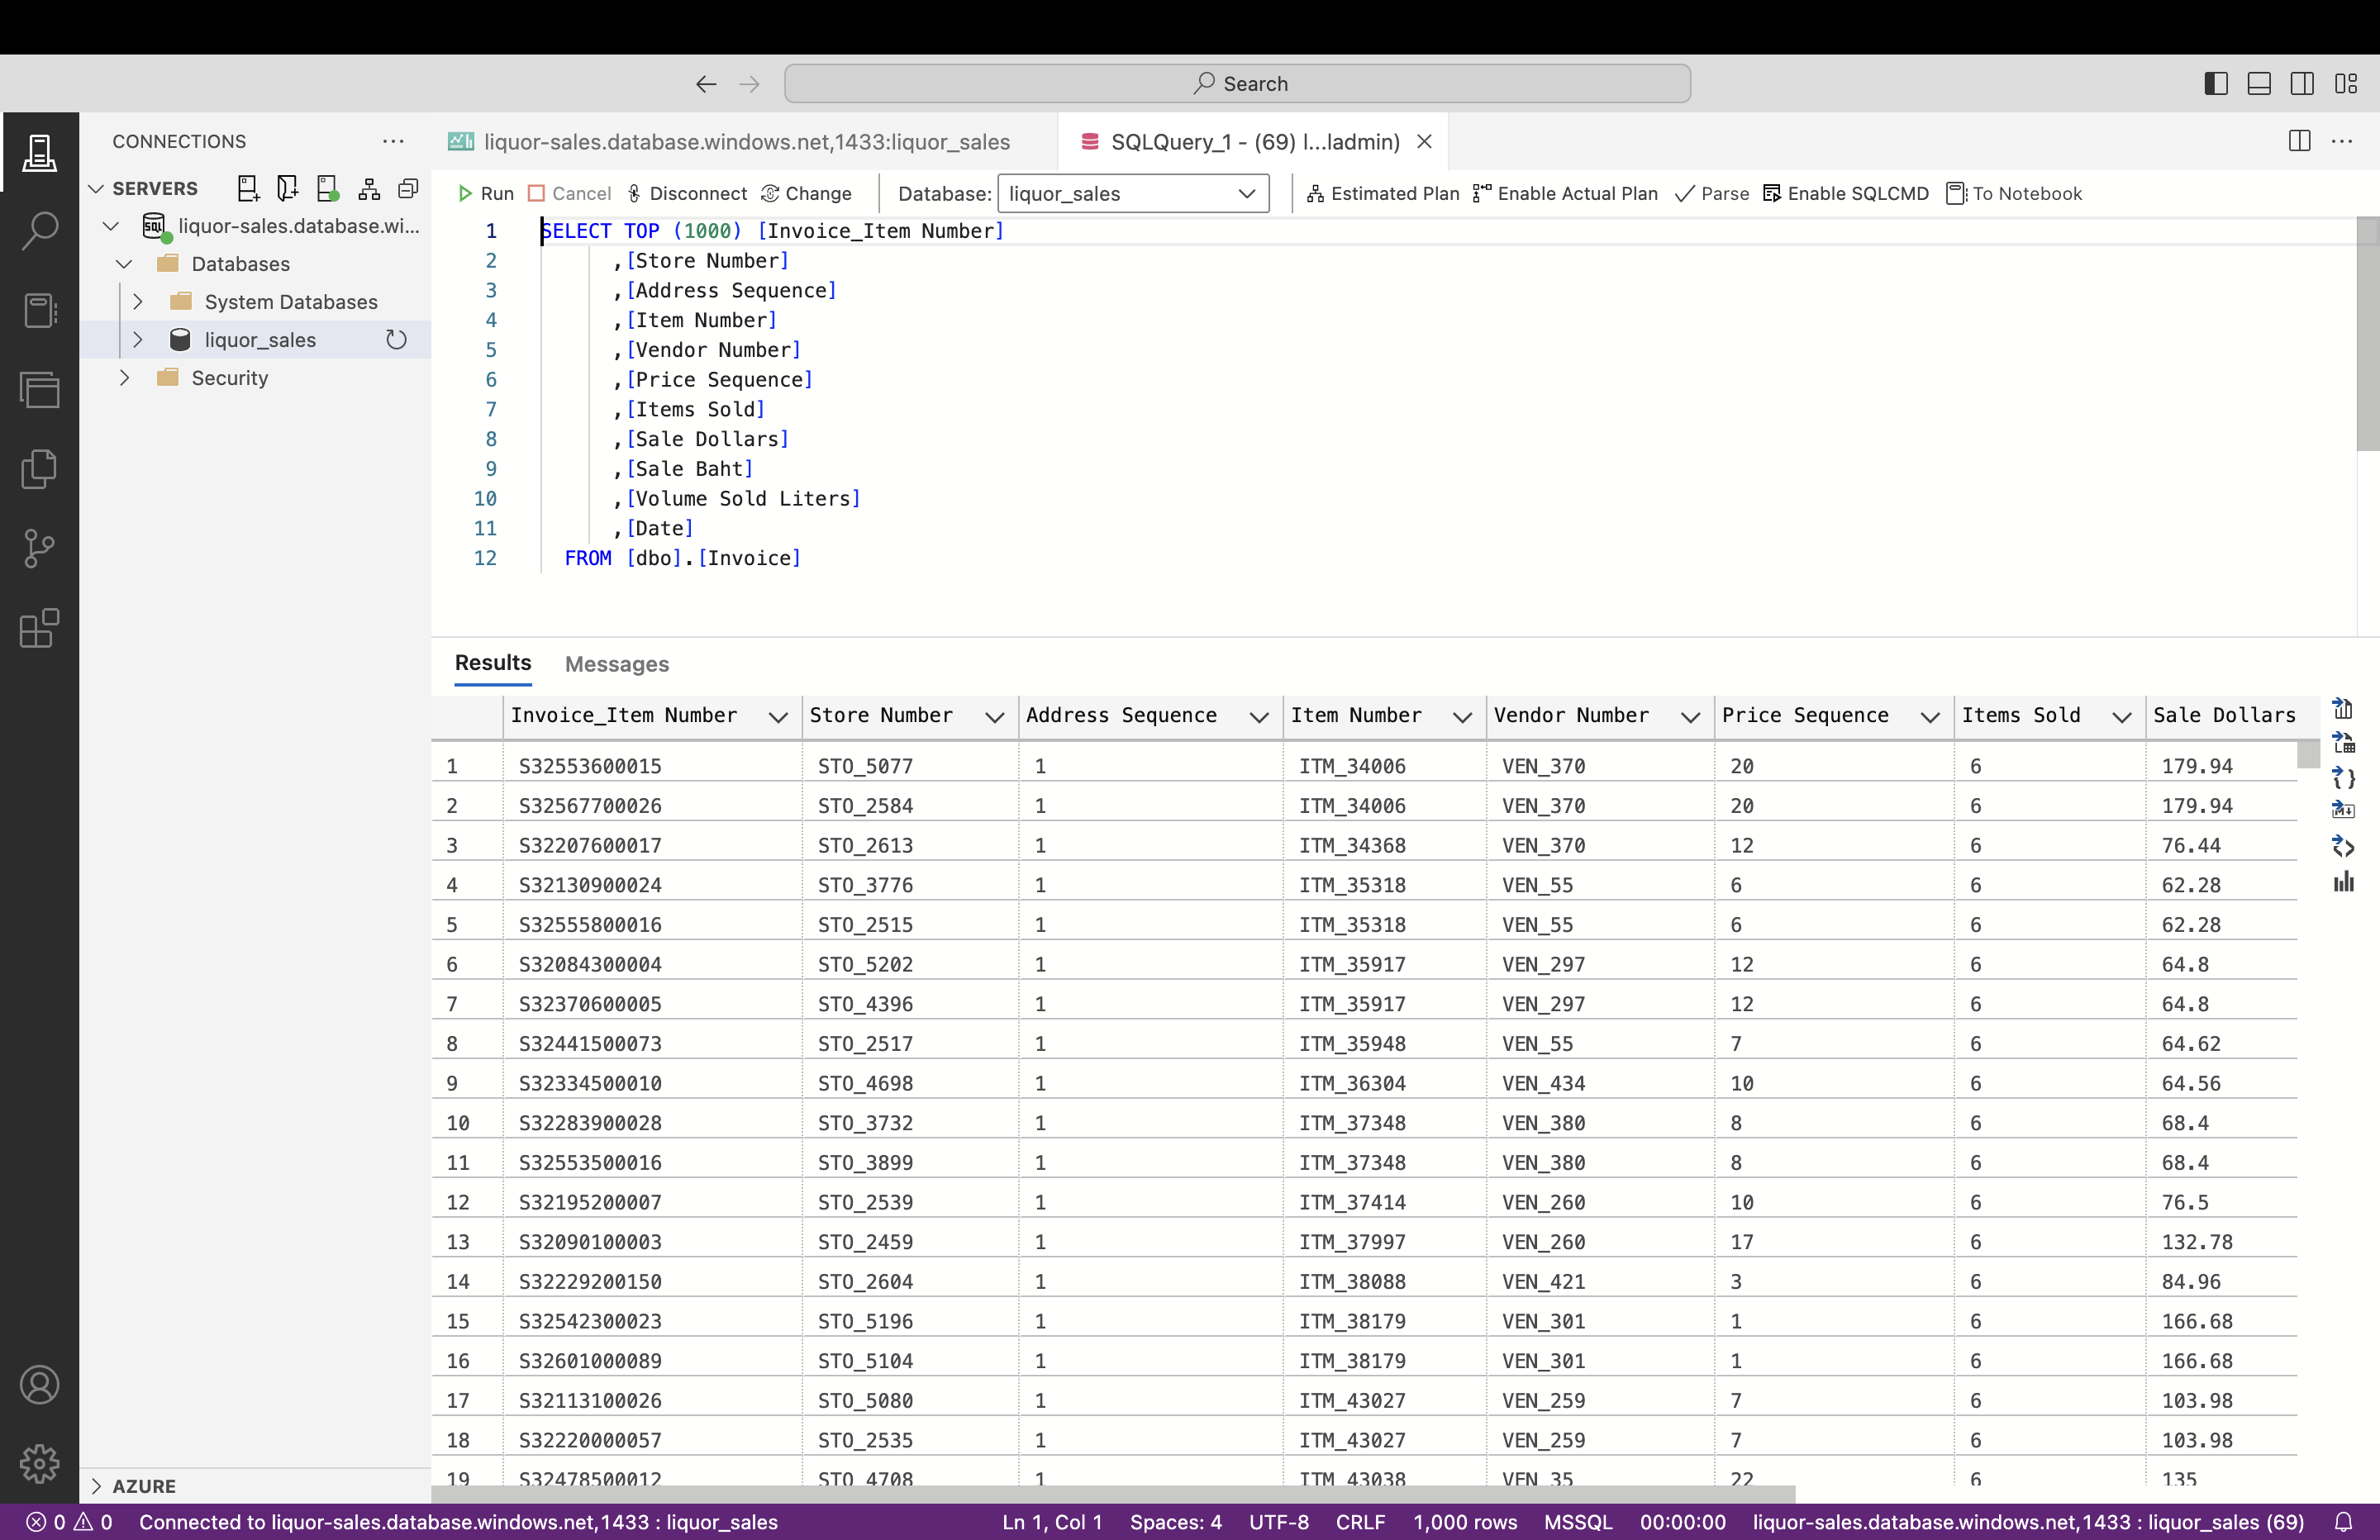 Search
CONNECTIONS
SERVERS
liquor-sales.database.wi...
Databases
System Databases
liquor_sales
Security
AZURE
liquor-sales.database.windows.net,1433:liquor_sales
SQLQuery_1 - (69) l...ladmin)
Run Cancel Disconnect Change Database: liquor_sales Estimated Plan Enable Actual Plan Parse Enable SQLCMD To Notebook
1 SELECT TOP (1000) [Invoice_Item Number]
2 ,[Store Number]
3 ,[Address Sequence]
4 ,[Item Number]
5 ,[Vendor Number]
6 ,[Price Sequence]
7 ,[Items Sold]
8 ,[Sale Dollars]
9 ,[Sale Baht]
10 ,[Volume Sold Liters]
11 ,[Date]
12 FROM [dbo].[Invoice]
Results Messages
Invoice_Item Number Store Number Address Sequence Item Number Vendor Number Price Sequence Items Sold Sale Dollars
1 S32553600015 STO_5077 1 ITM_34006 VEN_370 20 6 179.94
2 S32567700026 STO_2584 1 ITM_34006 VEN_370 20 6 179.94
3 S32207600017 STO_2613 1 ITM_34368 VEN_370 12 6 76.44
4 S32130900024 STO_3776 1 ITM_35318 VEN_55 6 6 62.28
5 S32555800016 STO_2515 1 ITM_35318 VEN_55 6 6 62.28
6 S32084300004 STO_5202 1 ITM_35917 VEN_297 12 6 64.8
7 S32370600005 STO_4396 1 ITM_35917 VEN_297 12 6 64.8
8 S32441500073 STO_2517 1 ITM_35948 VEN_55 7 6 64.62
9 S32334500010 STO_4698 1 ITM_36304 VEN_434 10 6 64.56
10 S32283900028 STO_3732 1 ITM_37348 VEN_380 8 6 68.4
11 S32553500016 STO_3899 1 ITM_37348 VEN_380 8 6 68.4
12 S32195200007 STO_2539 1 ITM_37414 VEN_260 10 6 76.5
13 S32090100003 STO_2459 1 ITM_37997 VEN_260 17 6 132.78
14 S32229200150 STO_2604 1 ITM_38088 VEN_421 3 6 84.96
15 S32542300023 STO_5196 1 ITM_38179 VEN_301 1 6 166.68
16 S32601000089 STO_5104 1 ITM_38179 VEN_301 1 6 166.68
17 S32113100026 STO_5080 1 ITM_43027 VEN_259 7 6 103.98
18 S32220000057 STO_2535 1 ITM_43027 VEN_259 7 6 103.98
19 S32478500012 STO_4708 1 ITM_43038 VEN_35 22 6 135
0 0 Connected to liquor-sales.database.windows.net,1433 : liquor_sales Ln 1, Col 1 Spaces: 4 UTF-8 CRLF 1,000 rows MSSQL 00:00:00 liquor-sales.database.windows.net,1433 : liquor_sales (69)